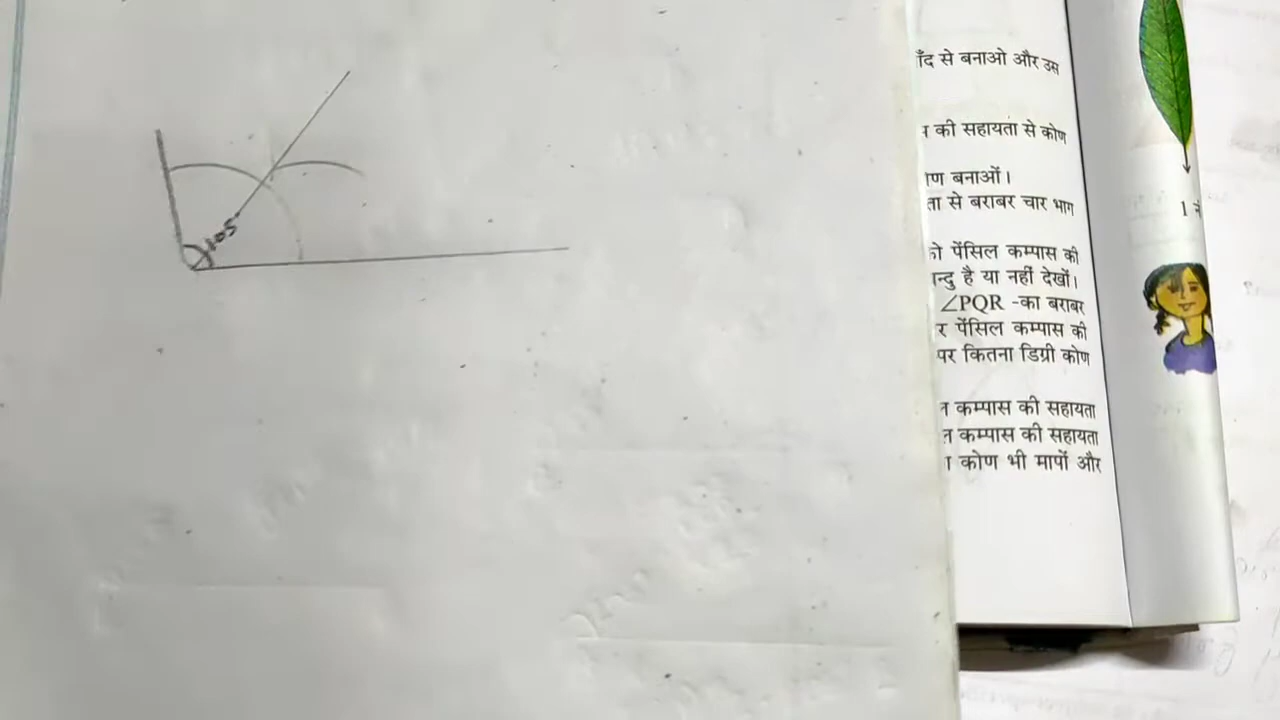 105
से बनाओ और उस
की सहायता से कोण
बनाओं।
से बराबर चार भाग
1
पेंसिल कम्पास की
है या नहीं देखों।
∠PQR -का बराबर
पेंसिल कम्पास की
पर कितना डिग्री कोण
कम्पास की सहायता
कम्पास की सहायता
कोण भी मापों और